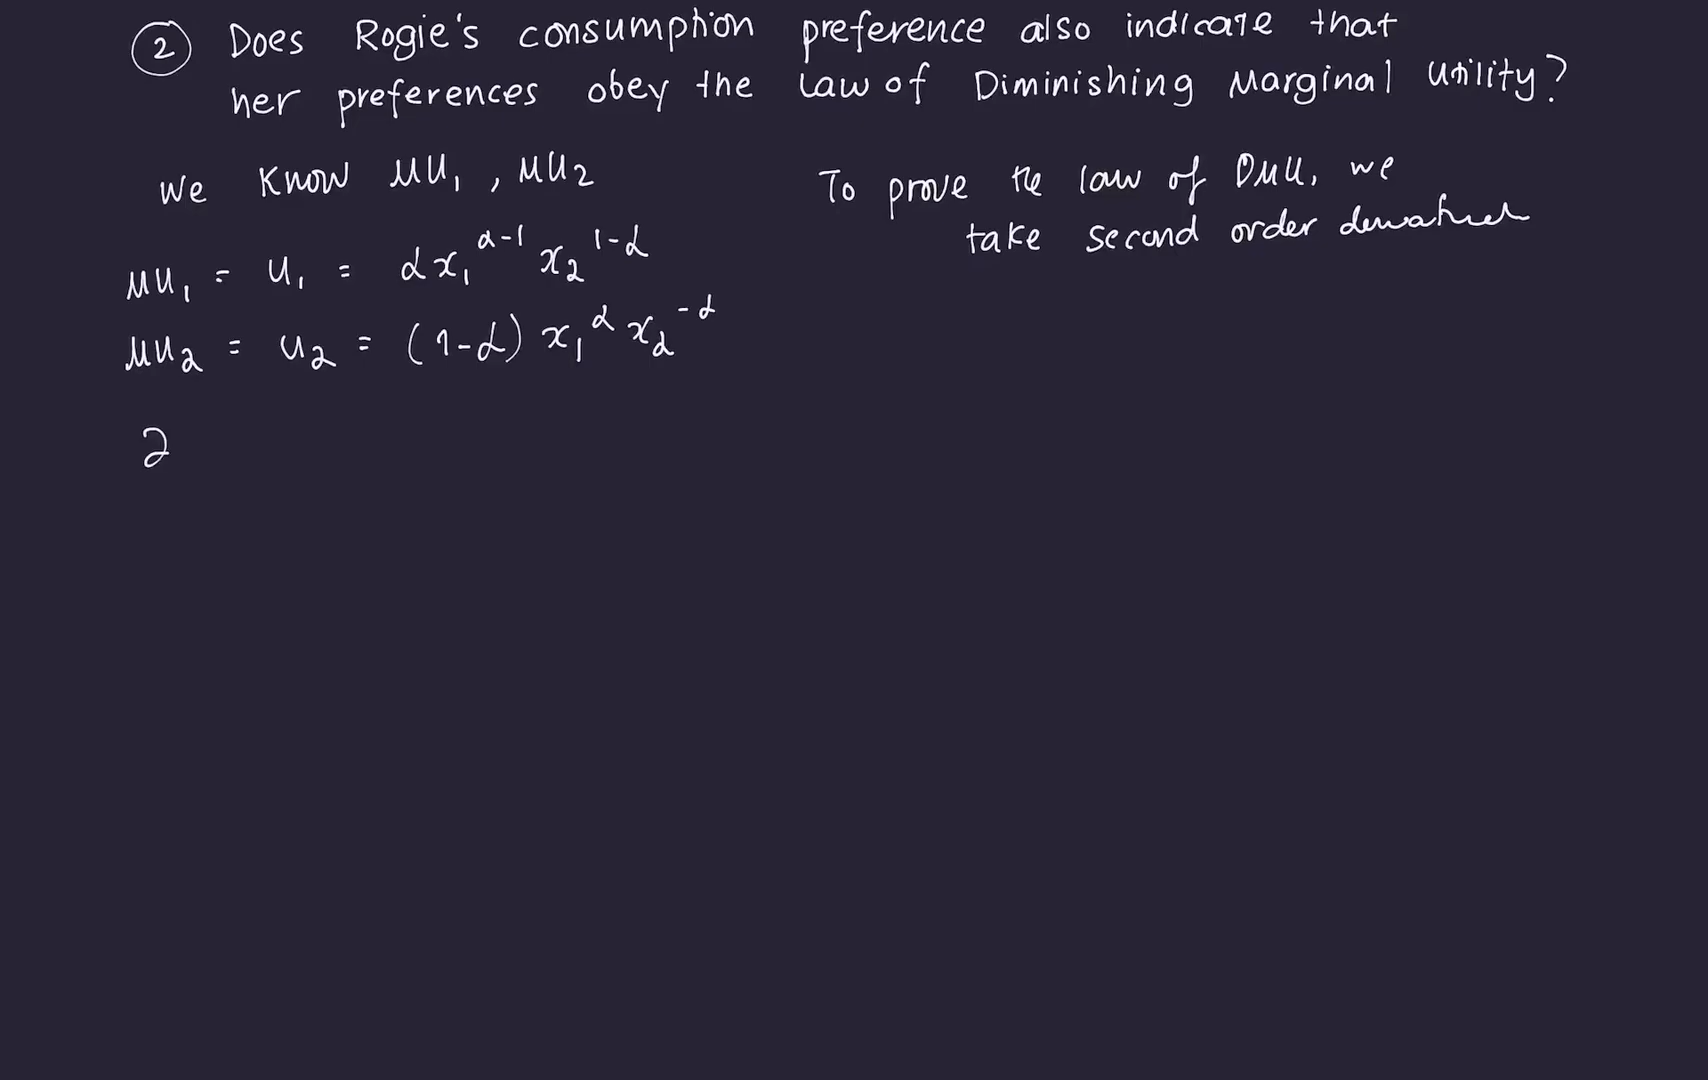 ② Does Rogie's consumption preference also indicate that
her preferences obey the Law of Diminishing Marginal Utility?
We know MU₁, MU₂
To prove the law of DMU, we
take second order derivatives
MU₁ = U₁ = αx₁^(α-1) x₂^(1-α)
MU₂ = U₂ = (1-α) x₁^α x₂^(-α)
∂